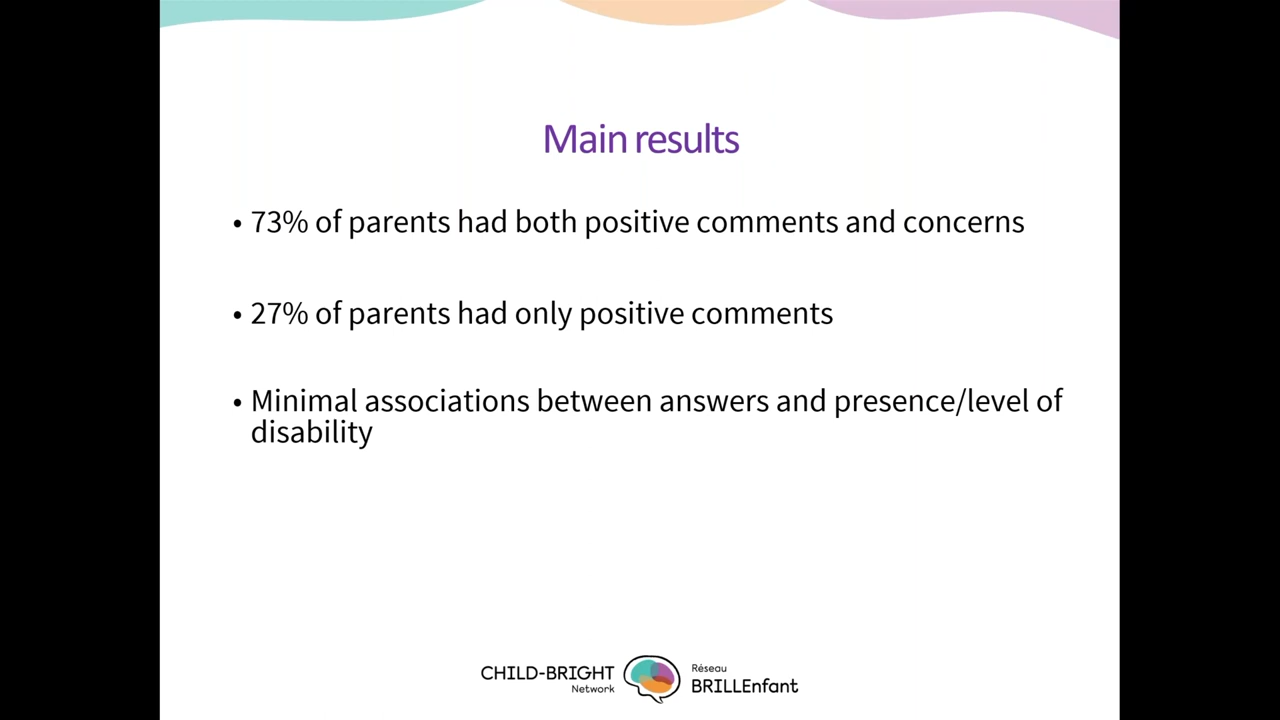 Main results
• 73% of parents had both positive comments and concerns
• 27% of parents had only positive comments
• Minimal associations between answers and presence/level of
disability
CHILD-BRIGHT
Network
Réseau
BRILLEnfant